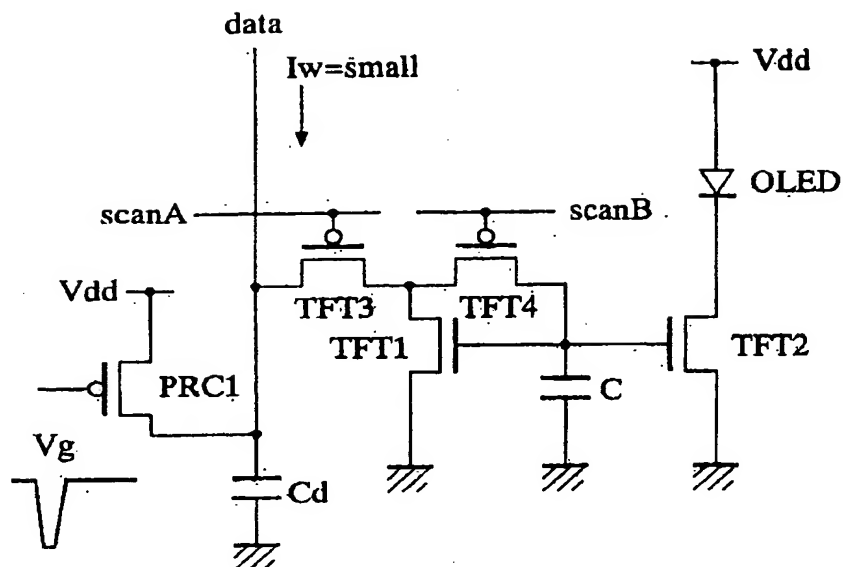 data
Iw=small
Vdd
OLED
scanA
scanB
Vdd
TFT3
TFT4
TFT1
TFT2
PRC1
C
Vg
Cd